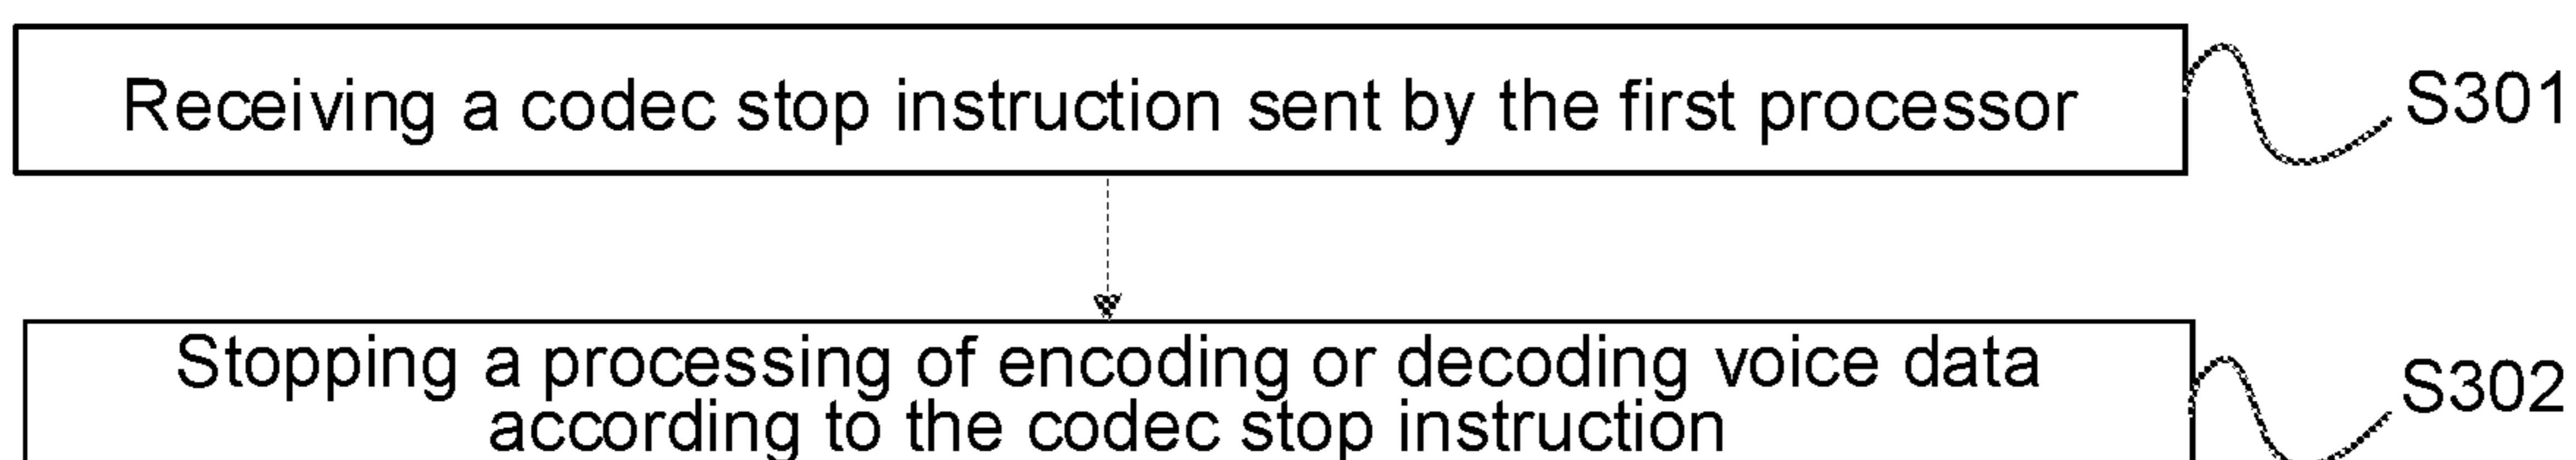 Receiving a codec stop instruction sent by the first processor
S301
Stopping a processing of encoding or decoding voice data
according to the codec stop instruction
S302